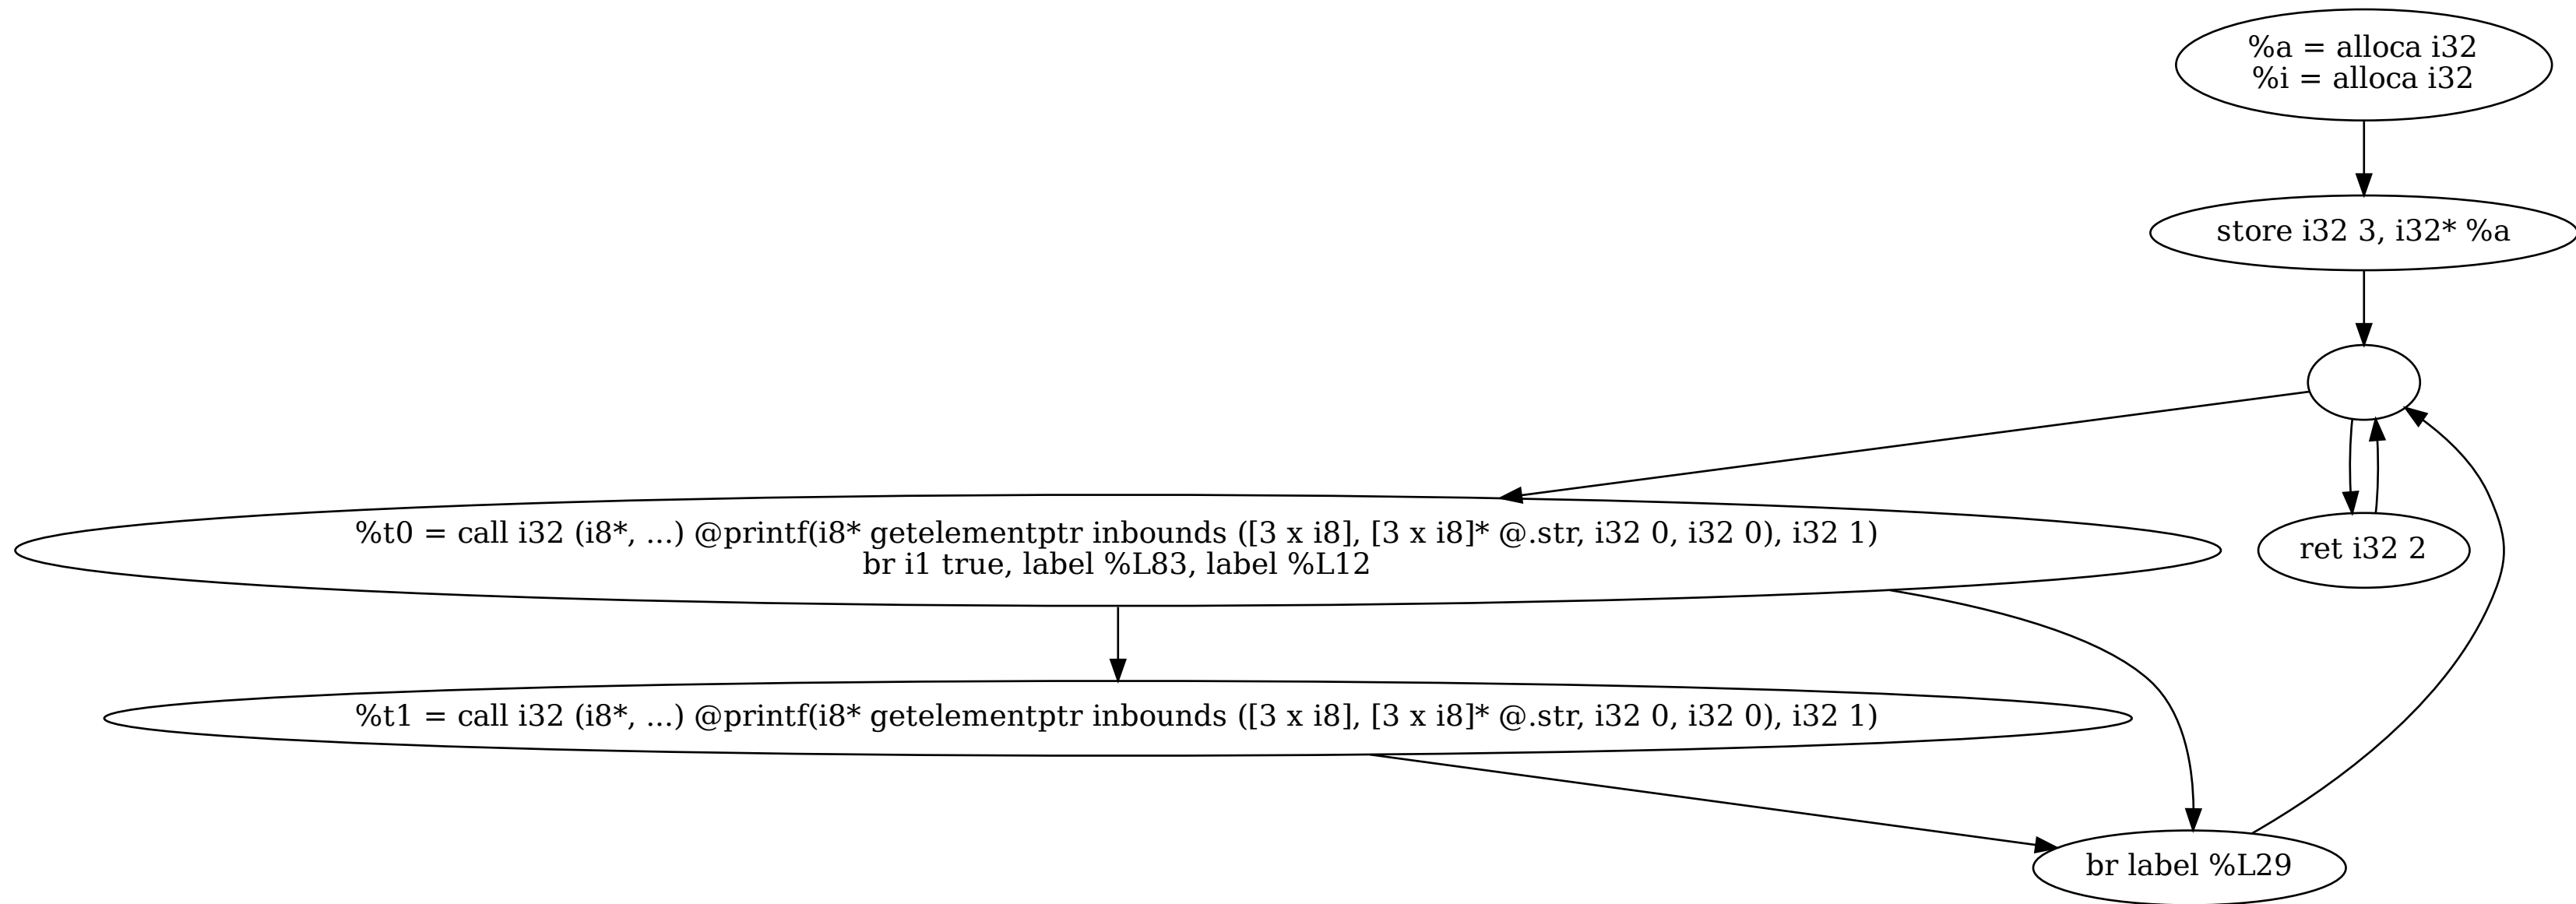 %a = alloca i32
%i = alloca i32
store i32 3, i32* %a
%t0 = call i32 (i8*, ...) @printf(i8* getelementptr inbounds ([3 x i8], [3 x i8]* @.str, i32 0, i32 0), i32 1)
br i1 true, label %L83, label %L12
ret i32 2
%t1 = call i32 (i8*, ...) @printf(i8* getelementptr inbounds ([3 x i8], [3 x i8]* @.str, i32 0, i32 0), i32 1)
br label %L29